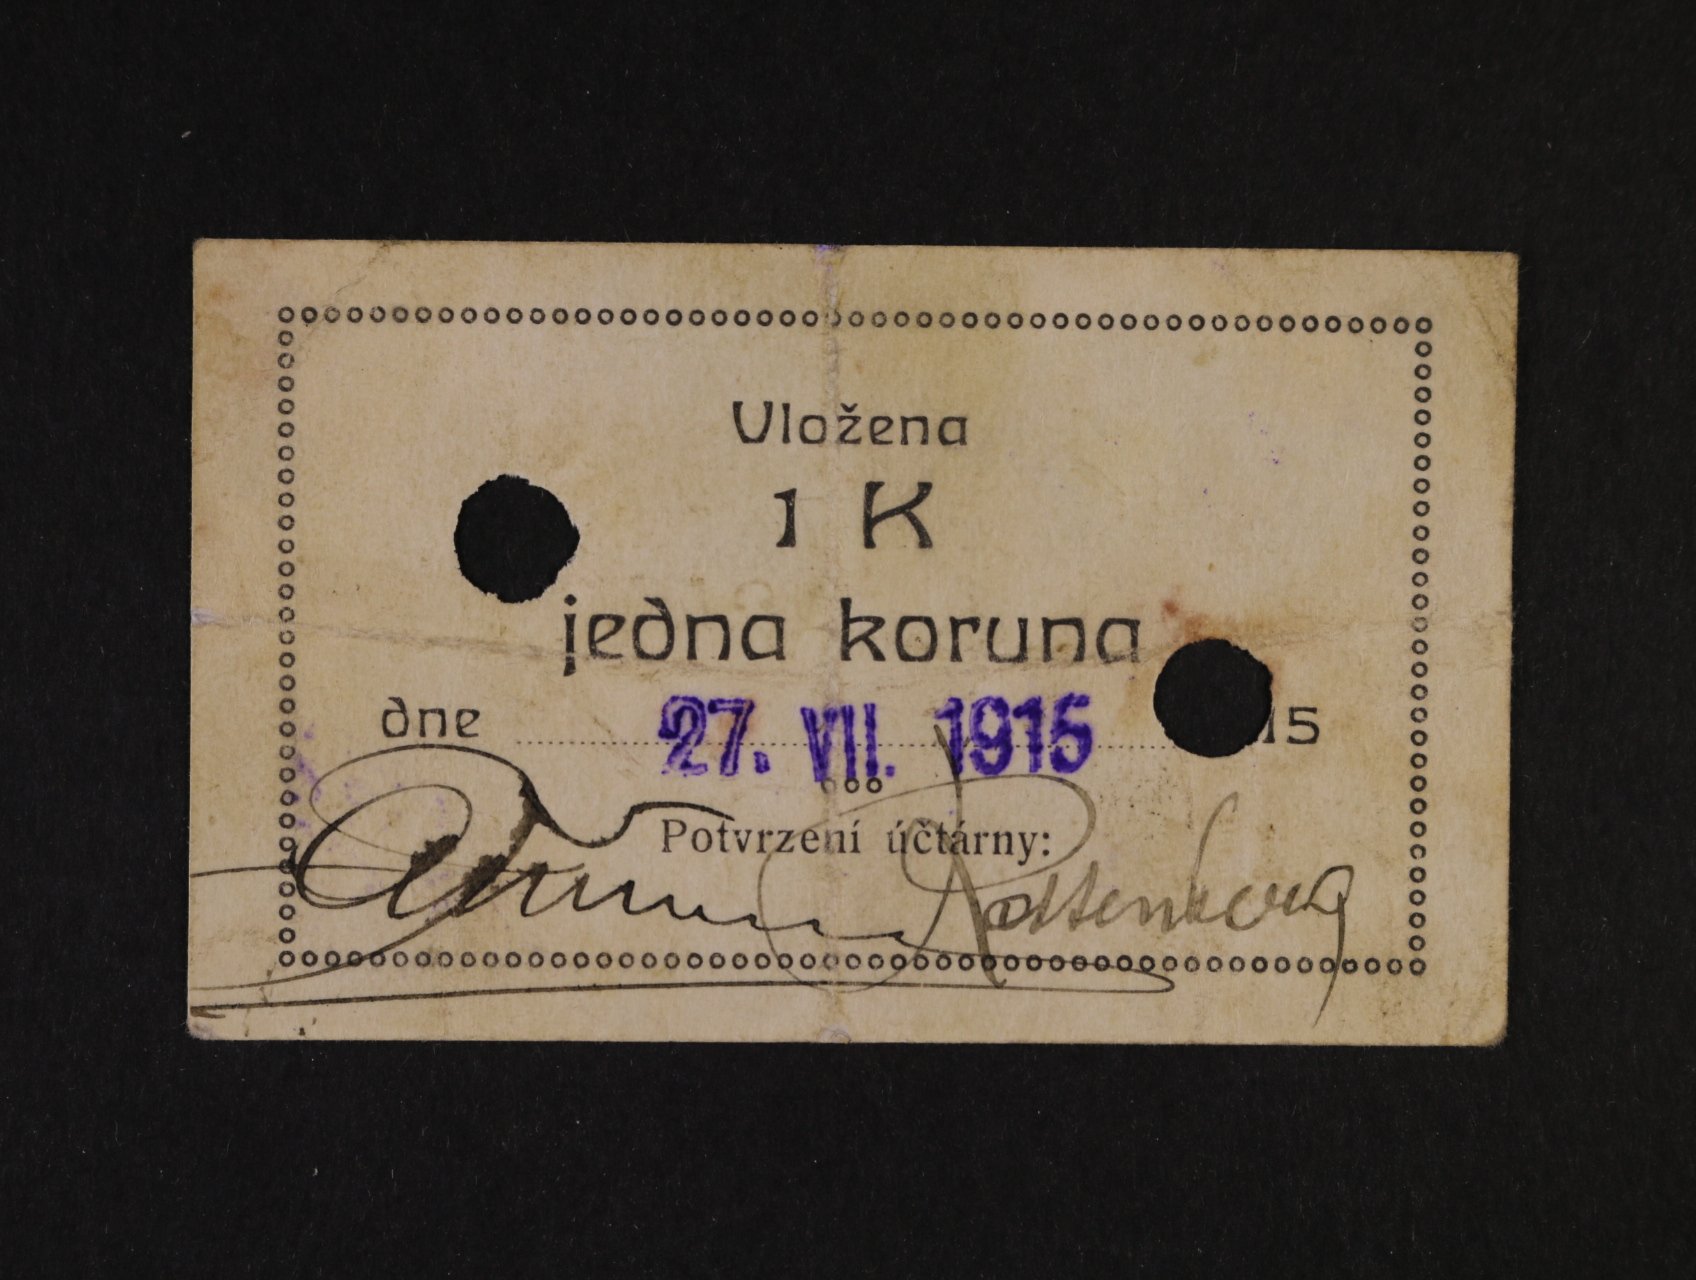 Vložena
1 K
jedna koruna
dne 27. VII. 1915 15
Potvrzení účtárny: